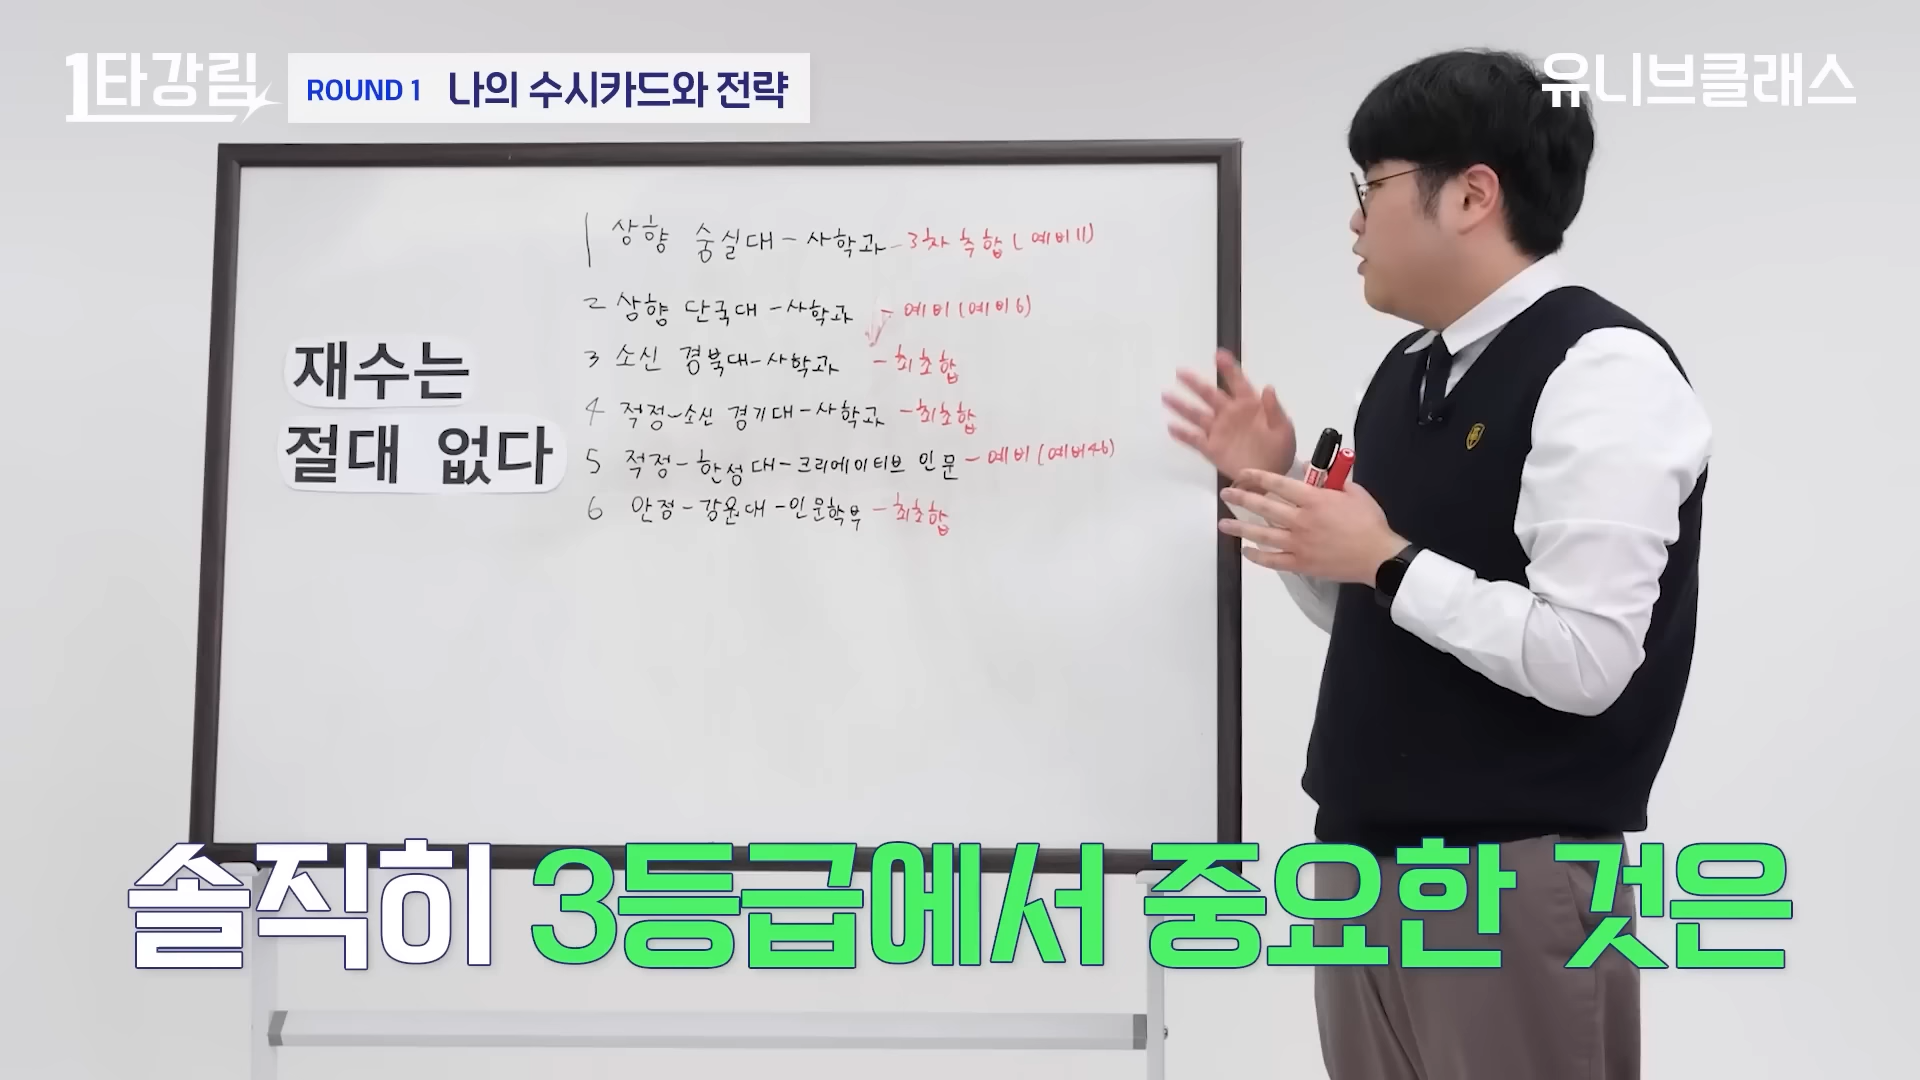 1타강림
ROUND 1 나의 수시카드와 전략
유니브클래스
1 상향 숭실대 - 사학과 - 3차 추합 ( 예비 11)
2 상향 단국대 - 사학과 - 예비 (예비 6)
3 소신 경북대 - 사학과 - 최초합
4 적정~소신 경기대 - 사학과 - 최초합
5 적정 - 한성대 - 크리에이티브 인문 - 예비 (예비 46)
6 안정 - 강원대 - 인문학부 - 최초합
재수는
절대 없다
솔직히 3등급에서 중요한 것은